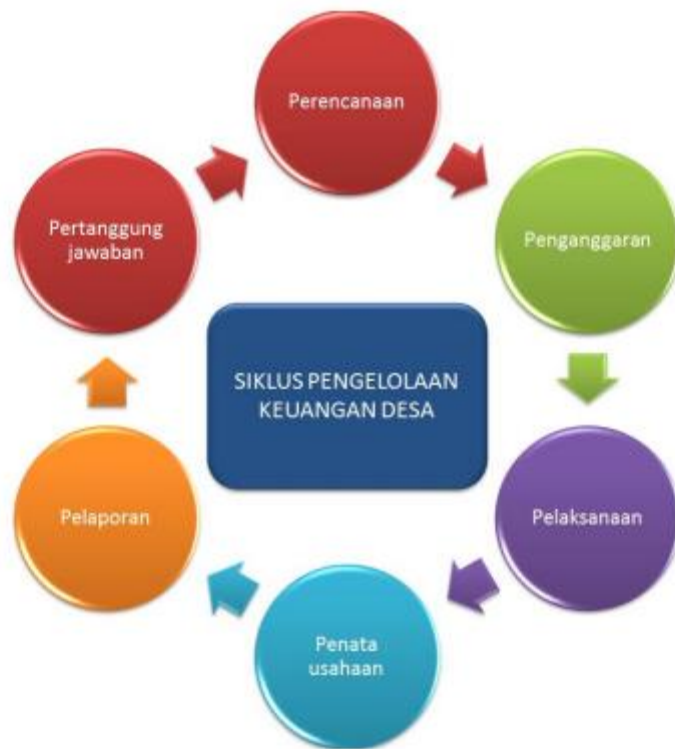 Perencanaan
Penganggaran
Pelaksanaan
Penata
usahaan
Pelaporan
Pertanggung
jawaban
SIKLUS PENGELOLAAN
KEUANGAN DESA